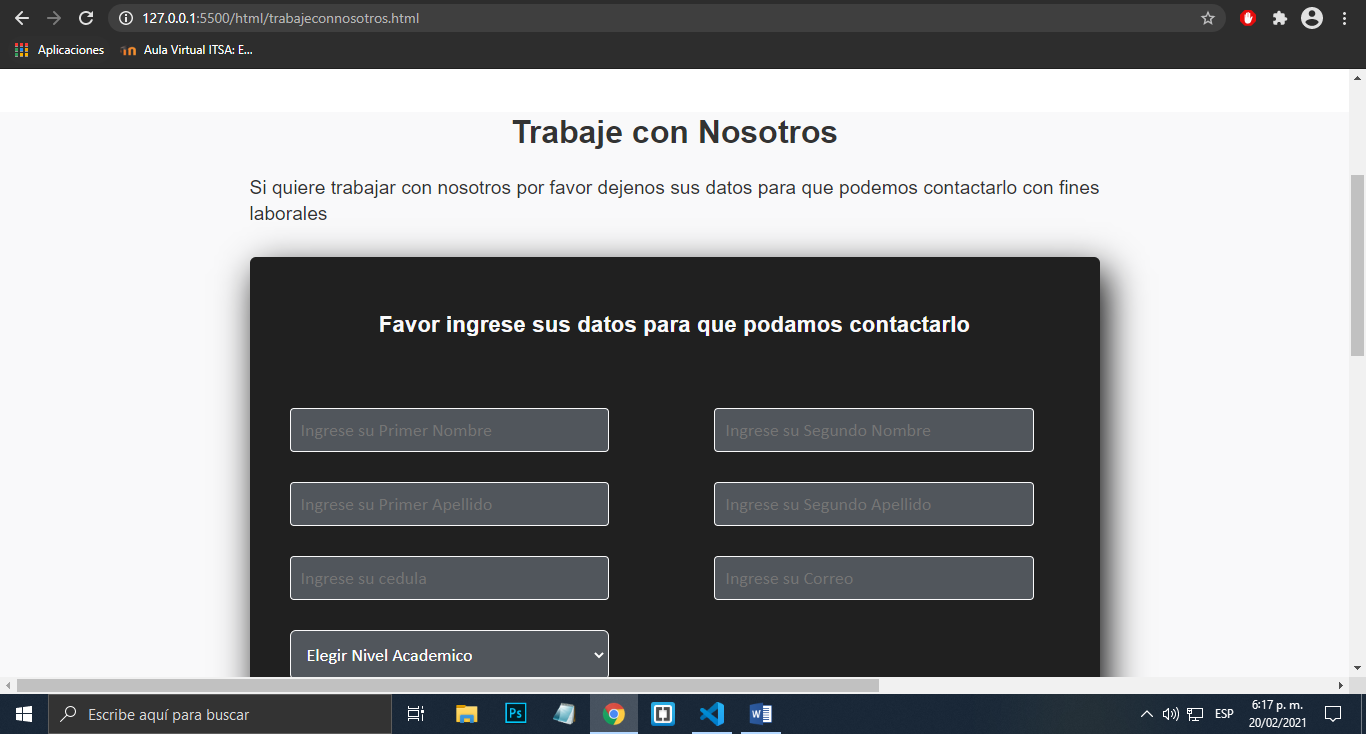 127.0.0.1:5500/html/trabajeconnosotros.html
Aplicaciones
Aula Virtual ITSA: E...
Trabaje con Nosotros
Si quiere trabajar con nosotros por favor dejenos sus datos para que podemos contactarlo con fines
laborales
Favor ingrese sus datos para que podamos contactarlo
Ingrese su Primer Nombre
Ingrese su Segundo Nombre
Ingrese su Primer Apellido
Ingrese su Segundo Apellido
Ingrese su cedula
Ingrese su Correo
Elegir Nivel Academico
Escribe aquí para buscar
Ps
ESP
6:17 p. m.
20/02/2021